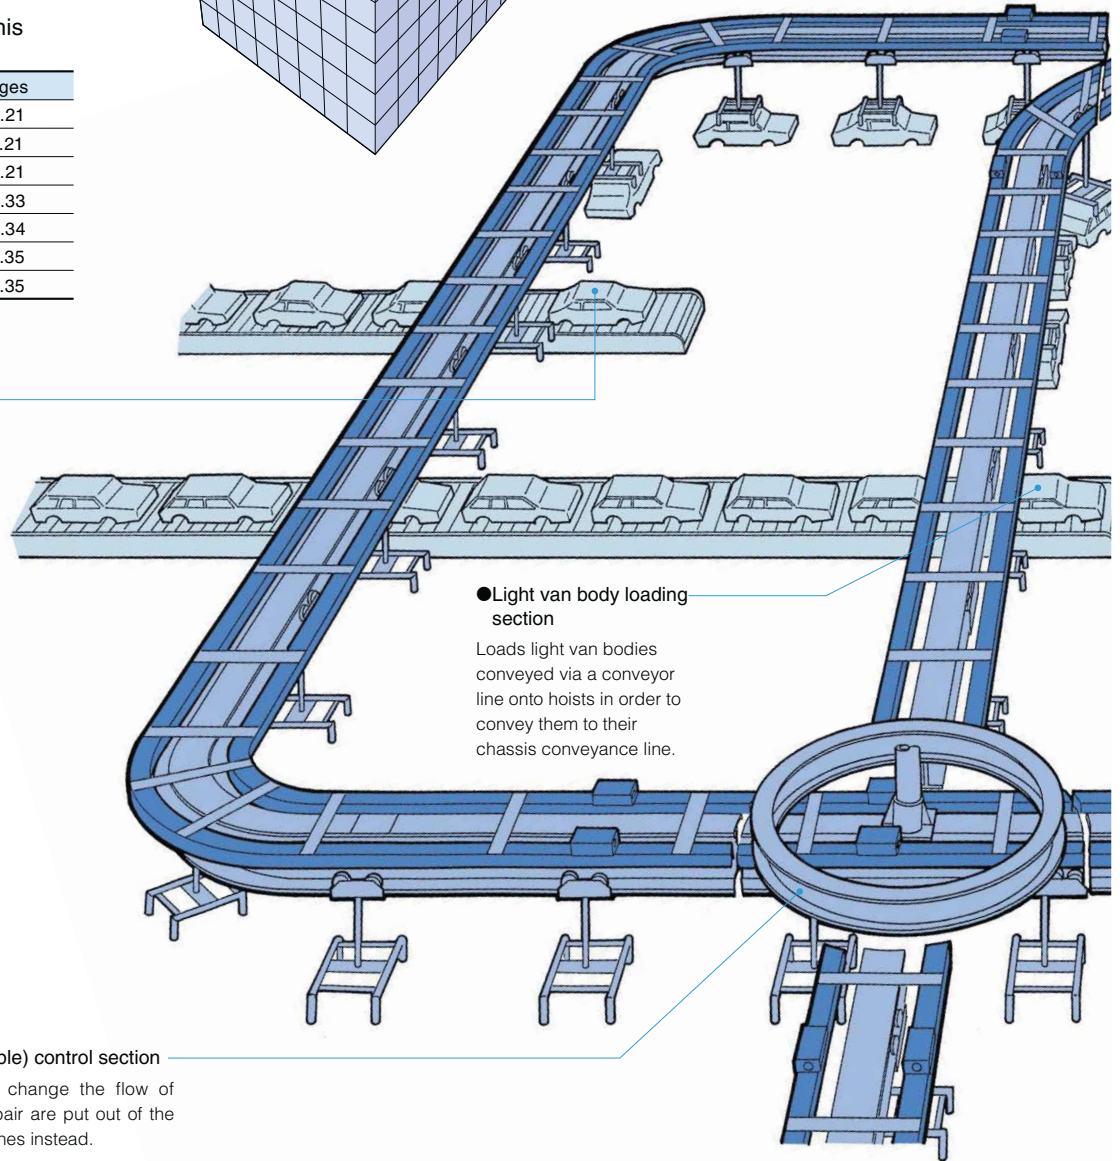 his
ges
.21
.21
.21
.33
.34
.35
.35
●Light van body loading
section
Loads light van bodies
conveyed via a conveyor
line onto hoists in order to
convey them to their
chassis conveyance line.
ble) control section
change the flow of
pair are put out of the
nes instead.